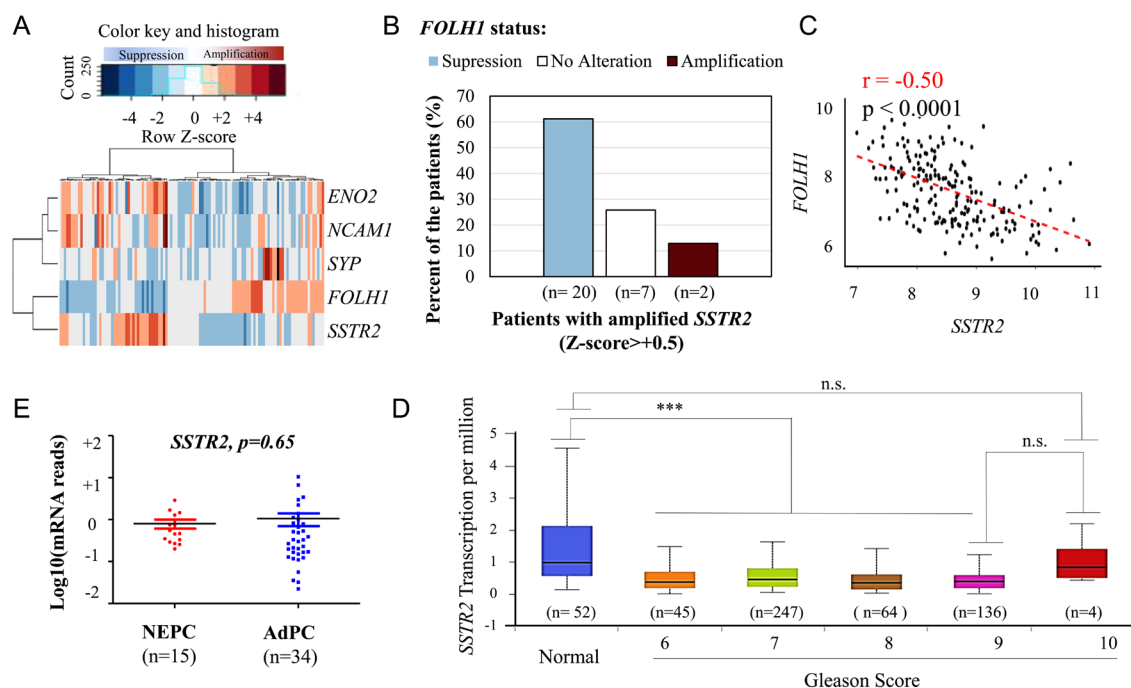 A
Color key and histogram
Suppression
Amplification
Count
250
0
-4 -2 0 +2 +4
Row Z-score
ENO2
NCAM1
SYP
FOLH1
SSTR2
B
FOLH1 status:
Supression No Alteration Amplification
Percent of the patients (%)
70
60
50
40
30
20
10
0
(n= 20) (n=7) (n=2)
Patients with amplified SSTR2
(Z-score>+0.5)
C
r = -0.50
p < 0.0001
FOLH1
10
8
6
7 8 9 10 11
SSTR2
E
SSTR2, p=0.65
Log10(mRNA reads)
+2
+1
0
-1
-2
NEPC AdPC
(n=15) (n=34)
D
n.s.
***
n.s.
SSTR2 Transcription per million
5
4
3
2
1
0
-1
(n= 52) (n=45) (n=247) (n=64 ) (n=136) (n=4)
Normal 6 7 8 9 10
Gleason Score